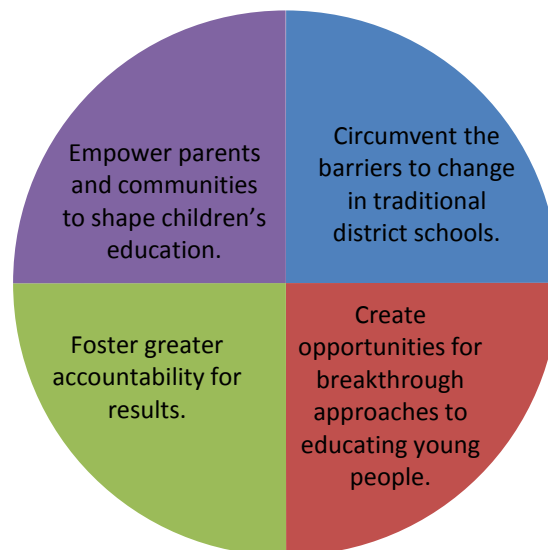 Empower parents
and communities
to shape children’s
education.
Circumvent the
barriers to change
in traditional
district schools.
Foster greater
accountability for
results.
Create
opportunities for
breakthrough
approaches to
educating young
people.